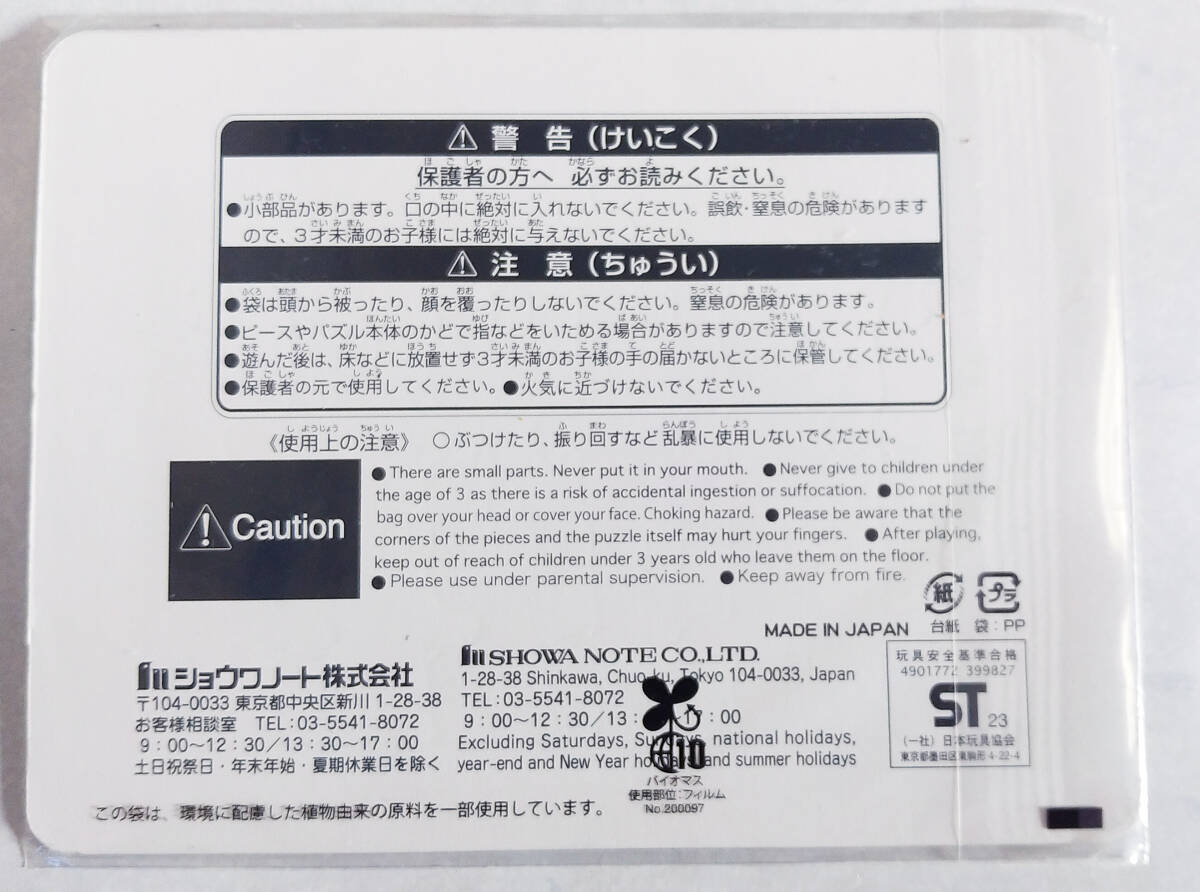 ⚠ 警 告(けいこく)
保護者の方へ 必ずお読みください。
●小部品があります。口の中に絶対に入れないでください。誤飲・窒息の危険があります
ので、3才未満のお子様には絶対に与えないでください。
⚠ 注 意(ちゅうい)
●袋は頭から被ったり、顔を覆ったりしないでください。窒息の危険があります。
●ピースやパズル本体のかどで指などをいためる場合がありますので注意してください。
●遊んだ後は、床などに放置せず3才未満のお子様の手の届かないところに保管してください。
●保護者の元で使用してください。●火気に近づけないでください。
《使用上の注意》 ○ぶつけたり、振り回すなど乱暴に使用しないでください。
⚠Caution
●There are small parts. Never put it in your mouth. ●Never give to children under
the age of 3 as there is a risk of accidental ingestion or suffocation. ●Do not put the
bag over your head or cover your face. Choking hazard. ●Please be aware that the
corners of the pieces and the puzzle itself may hurt your fingers. ●After playing,
keep out of reach of children under 3 years old who leave them on the floor.
●Please use under parental supervision. ●Keep away from fire.
紙 プラ
MADE IN JAPAN 台紙 袋:PP
ショウワノート株式会社
〒104-0033 東京都中央区新川 1-28-38
お客様相談室 TEL:03-5541-8072
9:00〜12:30/13:30〜17:00
土日祝祭日・年末年始・夏期休業日を除く
SHOWA NOTE CO.,LTD.
1-28-38 Shinkawa, Chuo-ku, Tokyo 104-0033, Japan
TEL:03-5541-8072
9:00〜12:30/13: :00
Excluding Saturdays, Sundays, national holidays,
year-end and New Year holidays and summer holidays
10
バイオマス
使用部位:フィルム
No.200097
玩具安全基準合格
4901772 399827
ST 23
(一社)日本玩具協会
東京都墨田区東駒形4-22-4
この袋は、環境に配慮した植物由来の原料を一部使用しています。